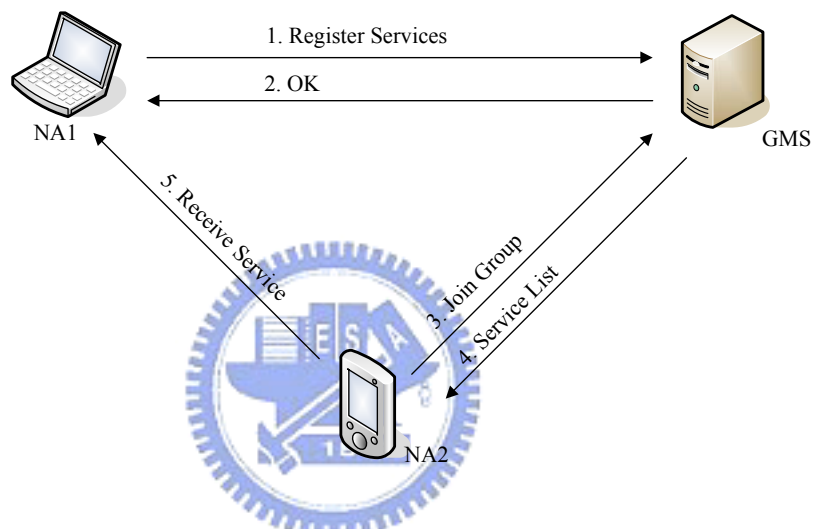 1. Register Services
2. OK
NA1
GMS
5. Receive Service
3. Join Group
4. Service List
E S
A
NA2